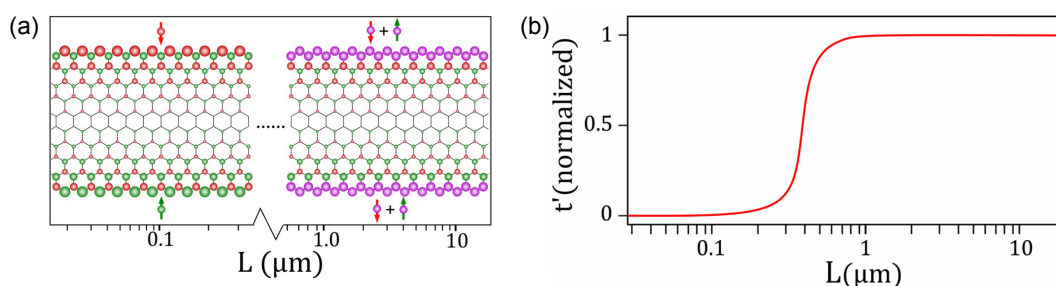 (a)
+
+
......
+
+
0.1
1.0
10
L (μm)
(b)
t'(normalized)
1
0.5
0
0.1
1
10
L(μm)